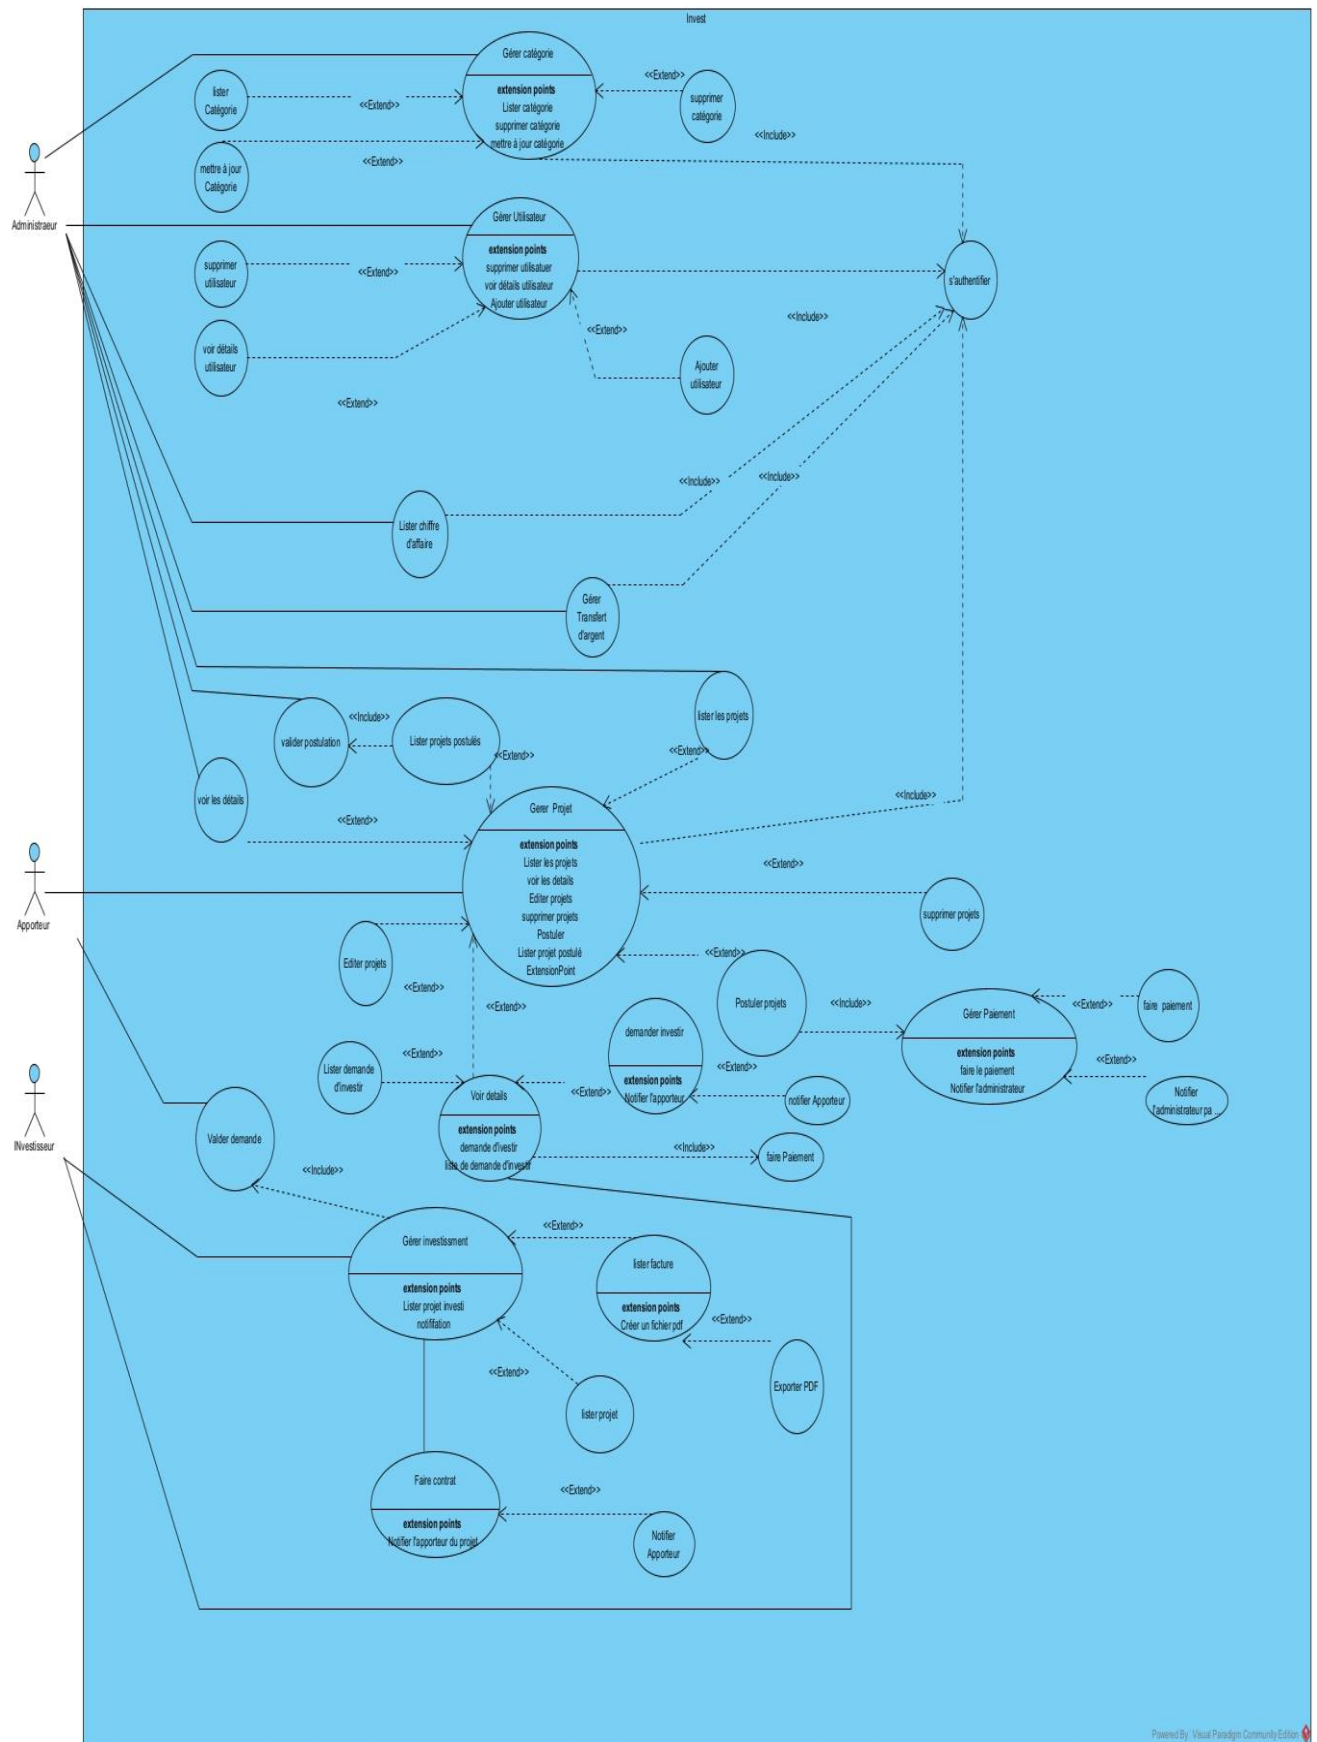 Invest
Gérer catégorie
extension points
Lister catégorie
supprimer catégorie
mettre à jour catégorie
lister
Catégorie
<<Extend>>
<<Extend>>
supprimer
catégorie
<<Include>>
mettre à jour
Catégorie
<<Extend>>
Administraeur
Gérer Utilisateur
extension points
supprimer utilisatuer
voir détails utilisateur
Ajouter utilisateur
supprimer
utilisateur
<<Extend>>
s'authentifier
voir détails
utilisateur
<<Extend>>
<<Extend>>
<<Include>>
Ajouter
utilisateur
Lister chiffre
d'affaire
<<Include>>
<<Include>>
Gérer
Transfert
d'argent
lister les projets
<<Extend>>
valider postulation
<<Include>>
Lister projets postulés
<<Extend>>
voir les détails
<<Extend>>
Gerer Projet
extension points
Lister les projets
voir les details
Editer projets
supprimer projets
Postuler
Lister projet postulé
ExtensionPoint
<<Include>>
<<Extend>>
supprimer projets
Apporteur
Editer projets
<<Extend>>
<<Extend>>
<<Extend>>
Postuler projets
<<Include>>
Gérer Paiement
extension points
faire le paiement
Notifier l'administrateur
<<Extend>>
faire paiement
<<Extend>>
Notifier
l'administrateur pa ...
demander investir
extension points
Notifier l'apporteur
<<Extend>>
notifier Apporteur
Lister demande
d'investir
<<Extend>>
Voir details
extension points
demande d'ivestir
liste de demande d'investir
<<Extend>>
<<Include>>
faire Paiement
INvestisseur
Valider demande
<<Include>>
Gérer investissment
extension points
Lister projet investi
notififation
<<Extend>>
lister facture
extension points
Créer un fichier pdf
<<Extend>>
Exporter PDF
<<Extend>>
lister projet
Faire contrat
extension points
Notifier l'apporteur du projet
<<Extend>>
Notifier
Apporteur
Powered By Visual Paradigm Community Edition